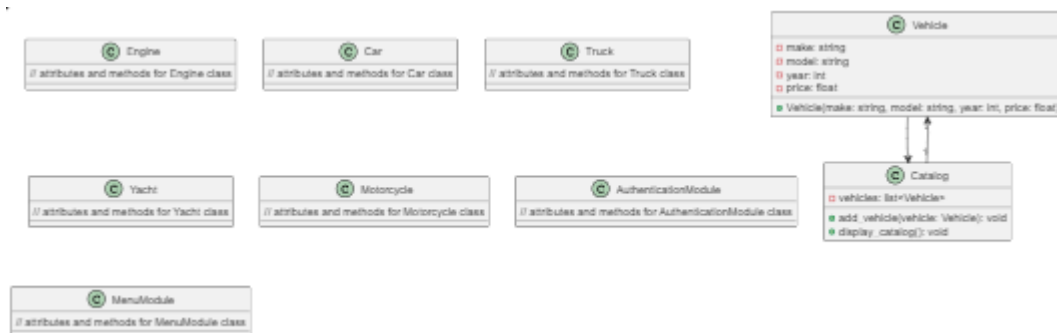 C Engine
// attributes and methods for Engine class
C Car
// attributes and methods for Car class
C Truck
// attributes and methods for Truck class
C Vehicle
make: string
model: string
year: int
price: float
Vehicle(make: string, model: string, year: int, price: float)
C Yacht
// attributes and methods for Yacht class
C Motorcycle
// attributes and methods for Motorcycle class
C AuthenticationModule
// attributes and methods for AuthenticationModule class
C Catalog
vehicles: list<Vehicle>
add_vehicle(vehicle: Vehicle): void
display_catalog(): void
C MenuModule
// attributes and methods for MenuModule class